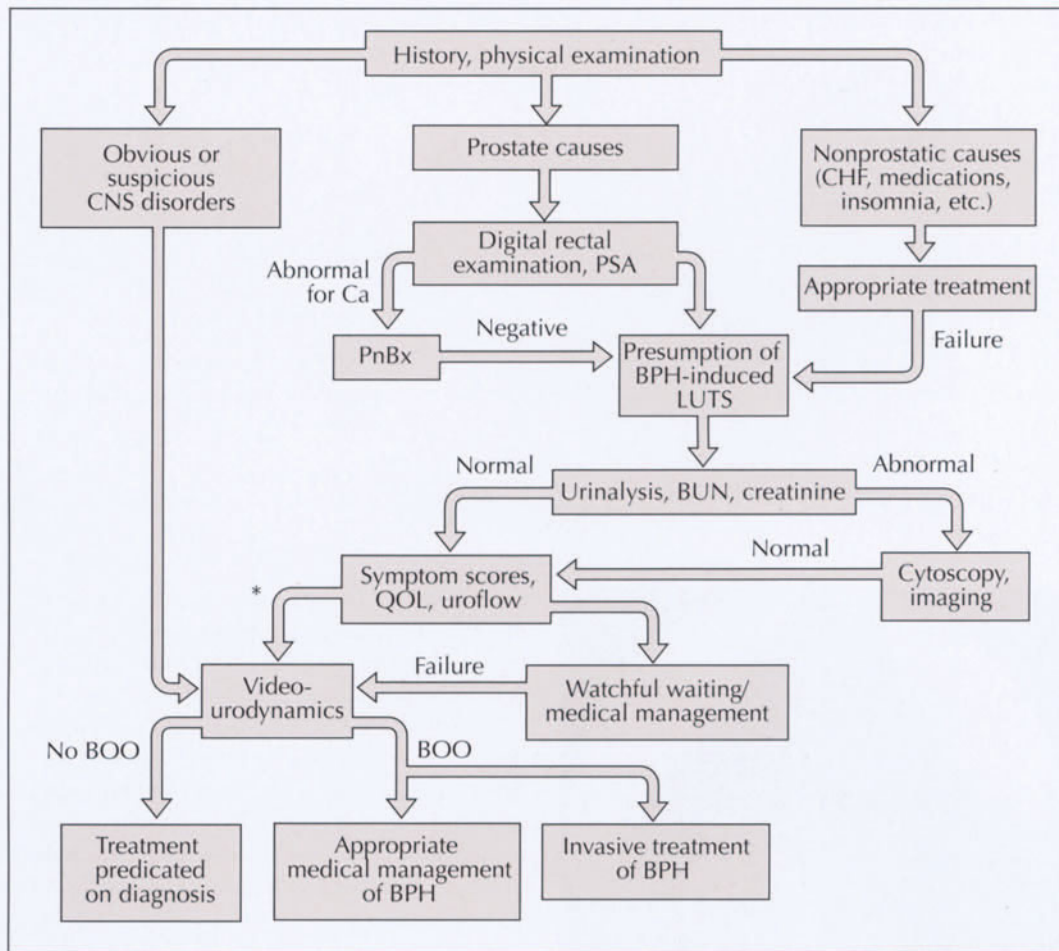 History, physical examination
Obvious or
suspicious
CNS disorders
Prostate causes
Nonprostatic causes
(CHF, medications,
insomnia, etc.)
Digital rectal
examination, PSA
Abnormal
for Ca
Appropriate treatment
PnBx
Negative
Presumption of
BPH-induced
LUTS
Failure
Normal
Urinalysis, BUN, creatinine
Abnormal
*
Symptom scores,
QOL, uroflow
Normal
Cytoscopy,
imaging
Video-
urodynamics
Failure
Watchful waiting/
medical management
No BOO
BOO
Treatment
predicated
on diagnosis
Appropriate
medical management
of BPH
Invasive treatment
of BPH